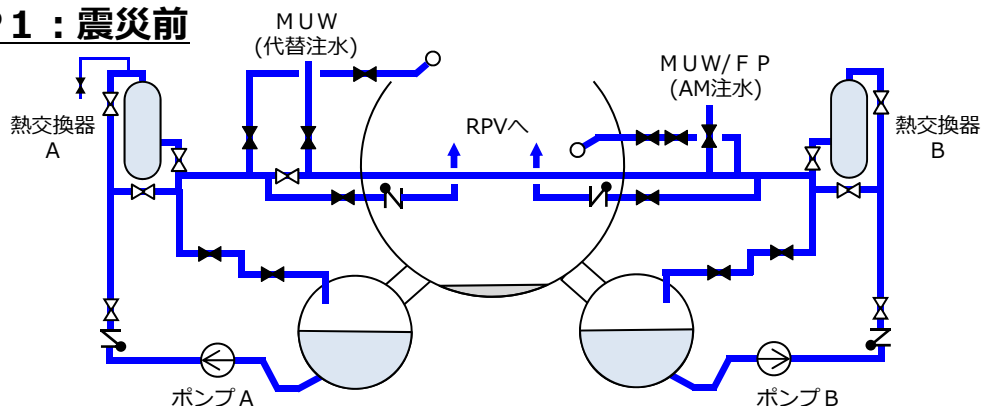 P1：震災前
ＭＵＷ
(代替注水)
ＭＵＷ/ＦＰ
(AM注水)
熱交換器
A
RPVへ
熱交換器
B
ポンプA
ポンプB